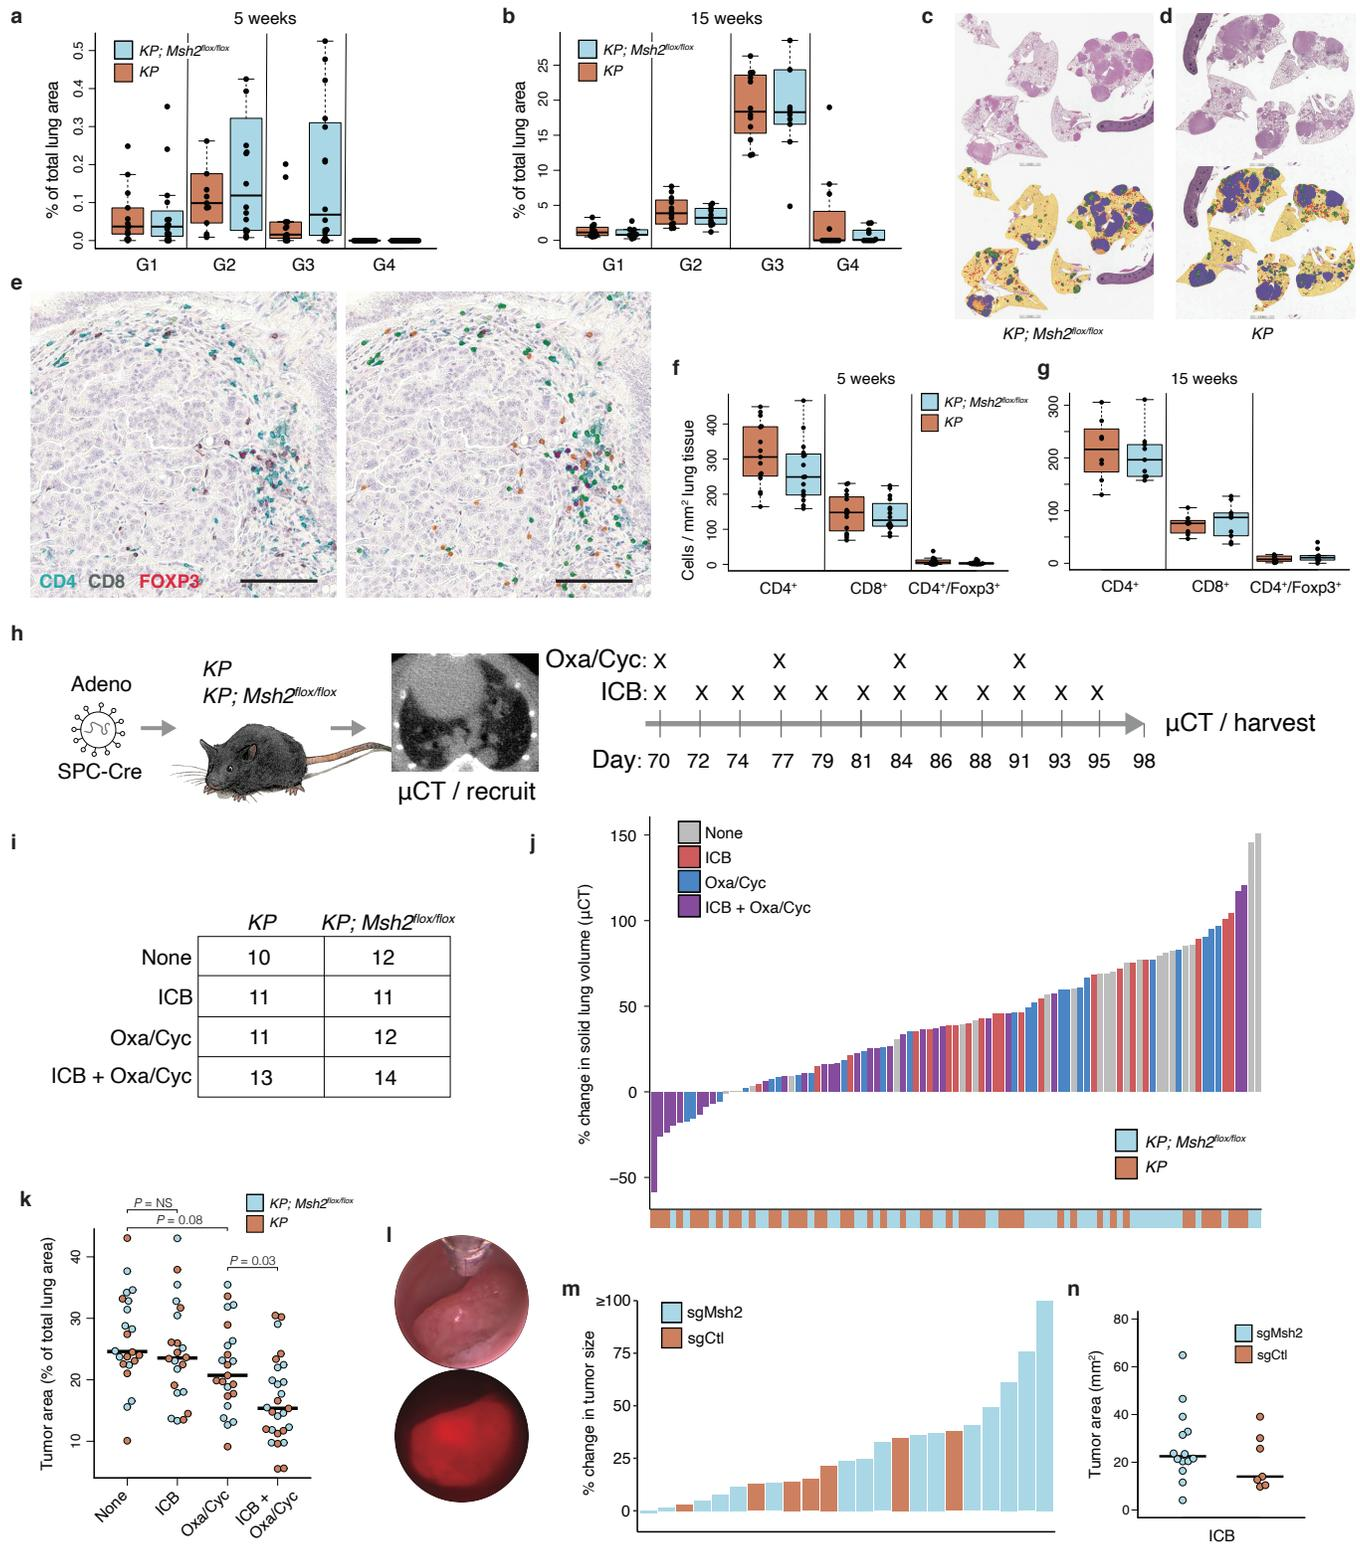 a
5 weeks
KP; Msh2flox/flox
KP
% of total lung area
0.5
0.4
0.3
0.2
0.1
0.0
G1 G2 G3 G4
b
15 weeks
KP; Msh2flox/flox
KP
% of total lung area
25
20
15
10
5
0
G1 G2 G3 G4
c
KP; Msh2flox/flox
d
KP
e
CD4 CD8 FOXP3
f
5 weeks
KP; Msh2flox/flox
KP
Cells / mm2 lung tissue
400
300
200
100
0
CD4+ CD8+ CD4+/Foxp3+
g
15 weeks
300
200
100
0
CD4+ CD8+ CD4+/Foxp3+
h
Adeno
SPC-Cre
KP
KP; Msh2flox/flox
µCT / recruit
Oxa/Cyc: X X X X
ICB: X X X X X X X X X X X X
Day: 70 72 74 77 79 81 84 86 88 91 93 95 98
µCT / harvest
i
KP KP; Msh2flox/flox
None 10 12
ICB 11 11
Oxa/Cyc 11 12
ICB + Oxa/Cyc 13 14
j
None
ICB
Oxa/Cyc
ICB + Oxa/Cyc
% change in solid lung volume (µCT)
150
100
50
0
−50
KP; Msh2flox/flox
KP
k
P = NS
P = 0.08
P = 0.03
KP; Msh2flox/flox
KP
Tumor area (% of total lung area)
40
30
20
10
None
ICB
Oxa/Cyc
ICB +
Oxa/Cyc
l
m
sgMsh2
sgCtl
% change in tumor size
≥100
75
50
25
0
n
sgMsh2
sgCtl
Tumor area (mm2)
80
60
40
20
0
ICB